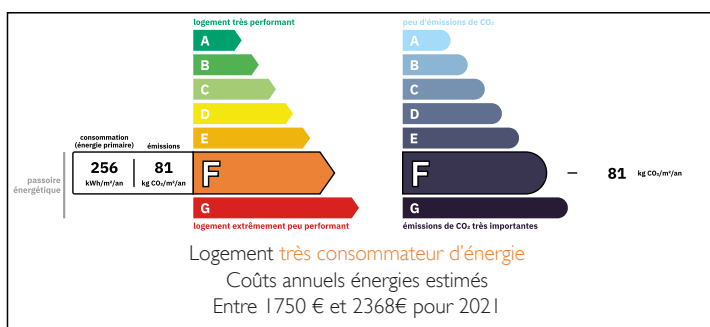 logement très performant
A
B
C
D
E
consommation
(énergie primaire)
émissions
passoire
énergétique
256
kWh/m²/an
81
kg CO₂/m²/an
F
G
logement extrêmement peu performant
peu d'émissions de CO₂
A
B
C
D
E
F
81 kg CO₂/m²/an
G
émissions de CO₂ très importantes
Logement très consommateur d'énergie
Coûts annuels énergies estimés
Entre 1750 € et 2368€ pour 2021